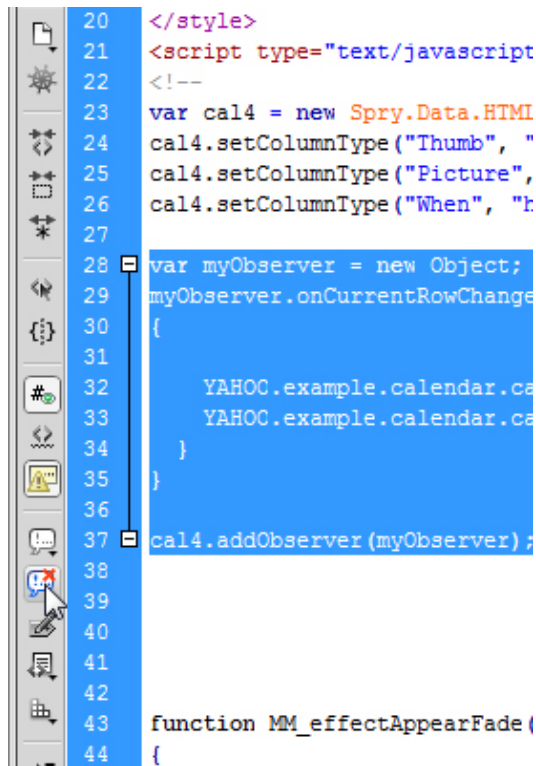 20 </style>
21 <script type="text/javascript
22 <!--
23 var cal4 = new Spry.Data.HTML
24 cal4.setColumnType("Thumb", "
25 cal4.setColumnType("Picture",
26 cal4.setColumnType("When", "h
27
28 var myObserver = new Object;
29 myObserver.onCurrentRowChange
30 {
31
32 YAHOO.example.calendar.ca
33 YAHOO.example.calendar.ca
34 }
35 }
36
37 cal4.addObserver(myObserver);
38
39
40
41
42
43 function MM_effectAppearFade(
44 {